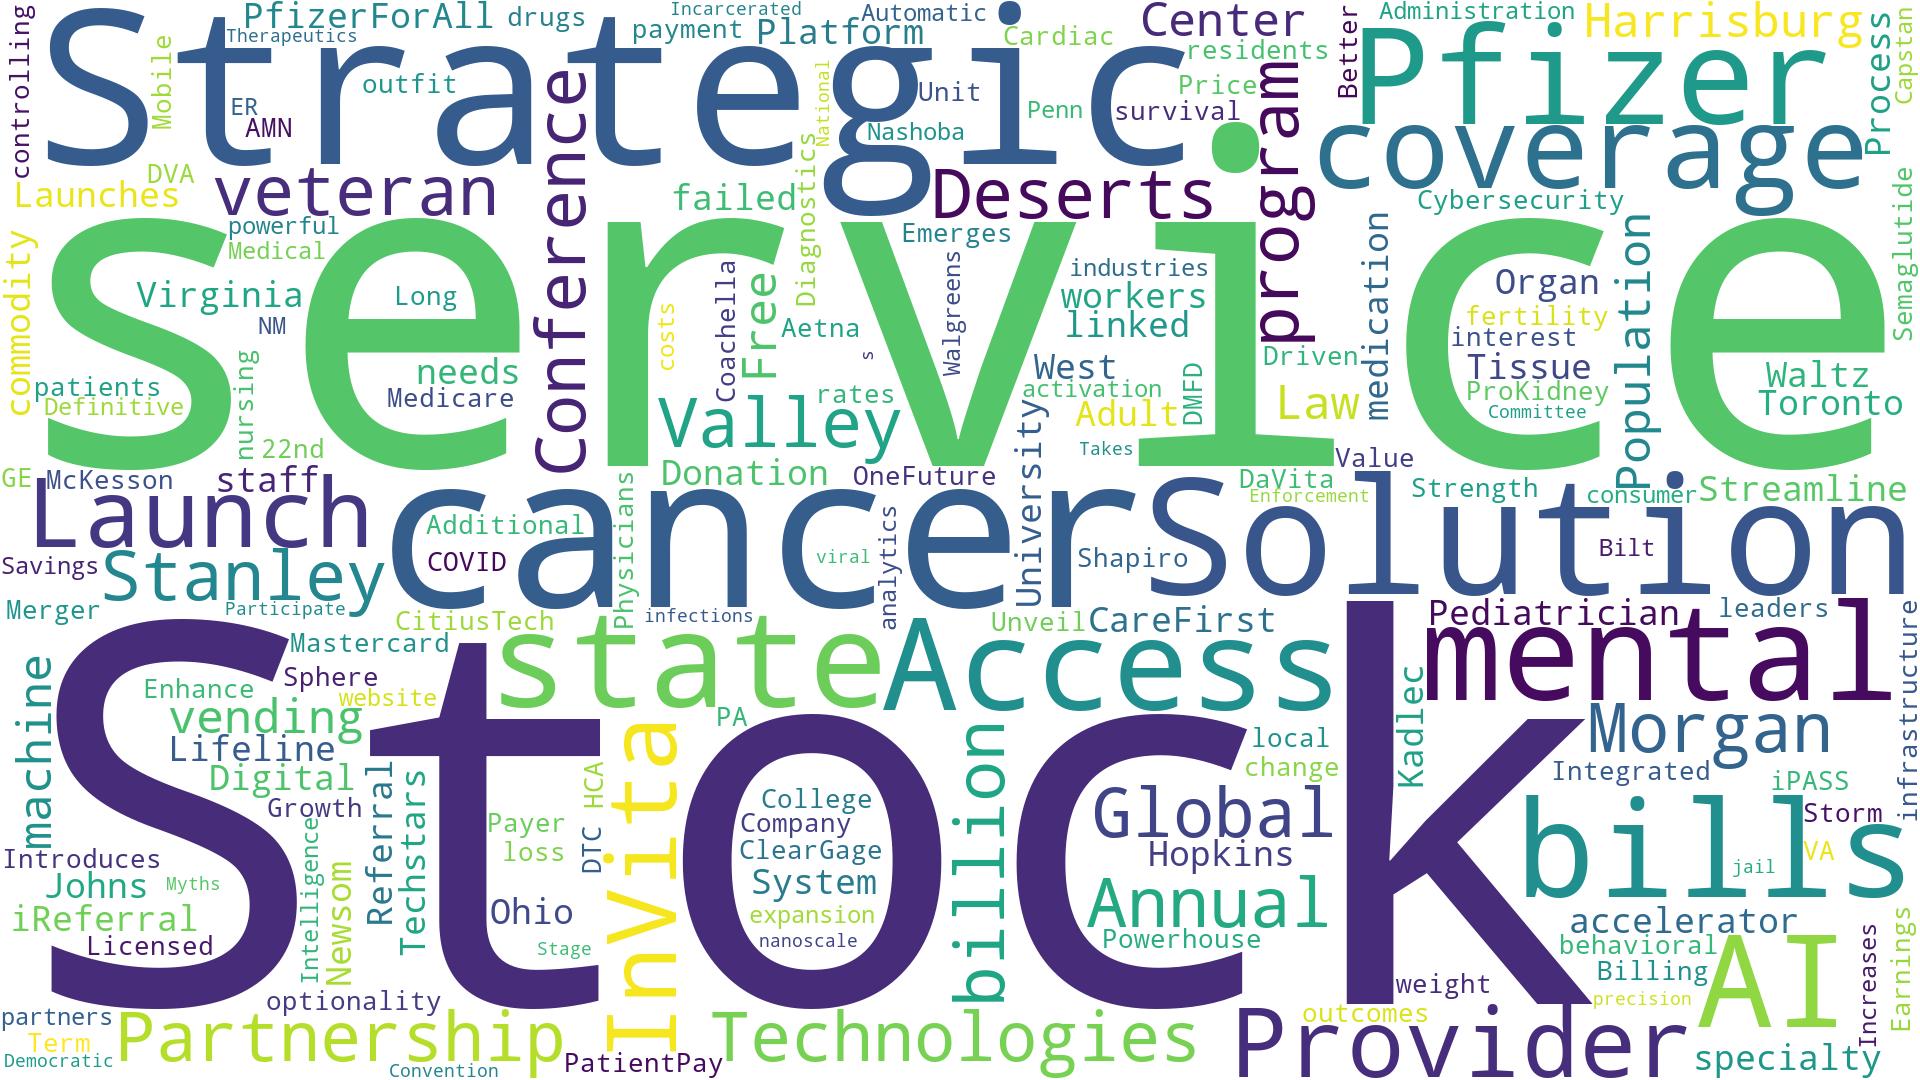 Strategic
service
Stock
cancer
Solution
Pfizer
coverage
mental
Access
state
bills
Launch
Provider
AI
Partnership
Technologies
InVita
Conference
program
Deserts
veteran
Valley
Stanley
Morgan
Global
Annual
billion
Center
Harrisburg
PfizerForAll
drugs
Incarcerated
Therapeutics
payment
Platform
Automatic
Cardiac
residents
Administration
Process
Capstan
Better
controlling
Mobile
ER
AMN
outfit
National
Unit
Nashoba
Penn
Price
survival
DVA
Launches
powerful
Medical
failed
Diagnostics
Emerges
Cybersecurity
Semaglutide
commodity
Virginia
NM
Long
needs
Medicare
patients
Definitive
nursing
22nd
GE
McKesson
staff
costs
Coachella
Free
Aetna
s
rates
Walgreens
industries
workers
linked
West
activation
Adult
DMFD
Takes
Driven
Law
medication
Organ
fertility
interest
Tissue
ProKidney
Committee
Population
Waltz
Toronto
Donation
OneFuture
University
DaVita
Enforcement
Value
Strength
consumer
Streamline
Additional
COVID
Physicians
viral
analytics
Shapiro
Bilt
Savings
Merger
Participate
CitiusTech
infections
Unveil
CareFirst
Pediatrician
leaders
infrastructure
machine
Mastercard
Sphere
Enhance
website
vending
Lifeline
Digital
Growth
PA
local
change
Kadlec
Integrated
iPASS
Storm
VA
jail
Introduces
Johns
Myths
iReferral
Licensed
Intelligence
Newsom
Referral
Techstars
Payer
loss
HCA
DTC
Ohio
Stage
College
Company
ClearGage
System
expansion
nanoscale
Hopkins
Powerhouse
accelerator
behavioral
Billing
precision
Increases
Earnings
optionality
partners
Term
Democratic
Convention
PatientPay
weight
outcomes
specialty